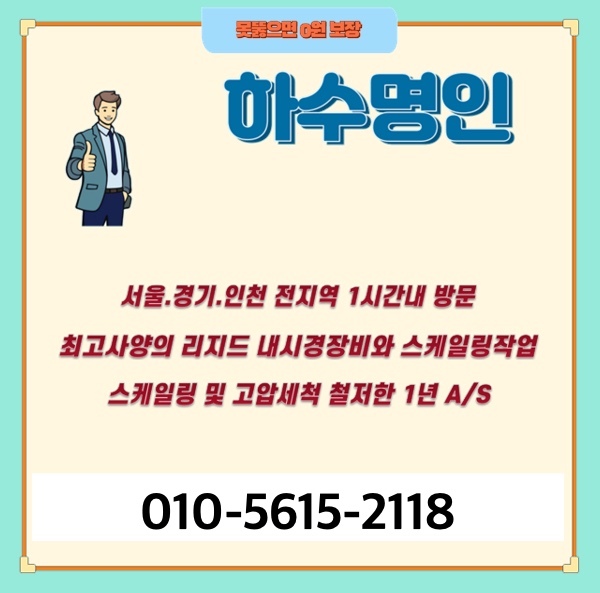 못뚫으면 0원 보장
하수명인
서울.경기.인천 전지역 1시간내 방문
최고사양의 리지드 내시경장비와 스케일링작업
스케일링 및 고압세척 철저한 1년 A/S
010-5615-2118